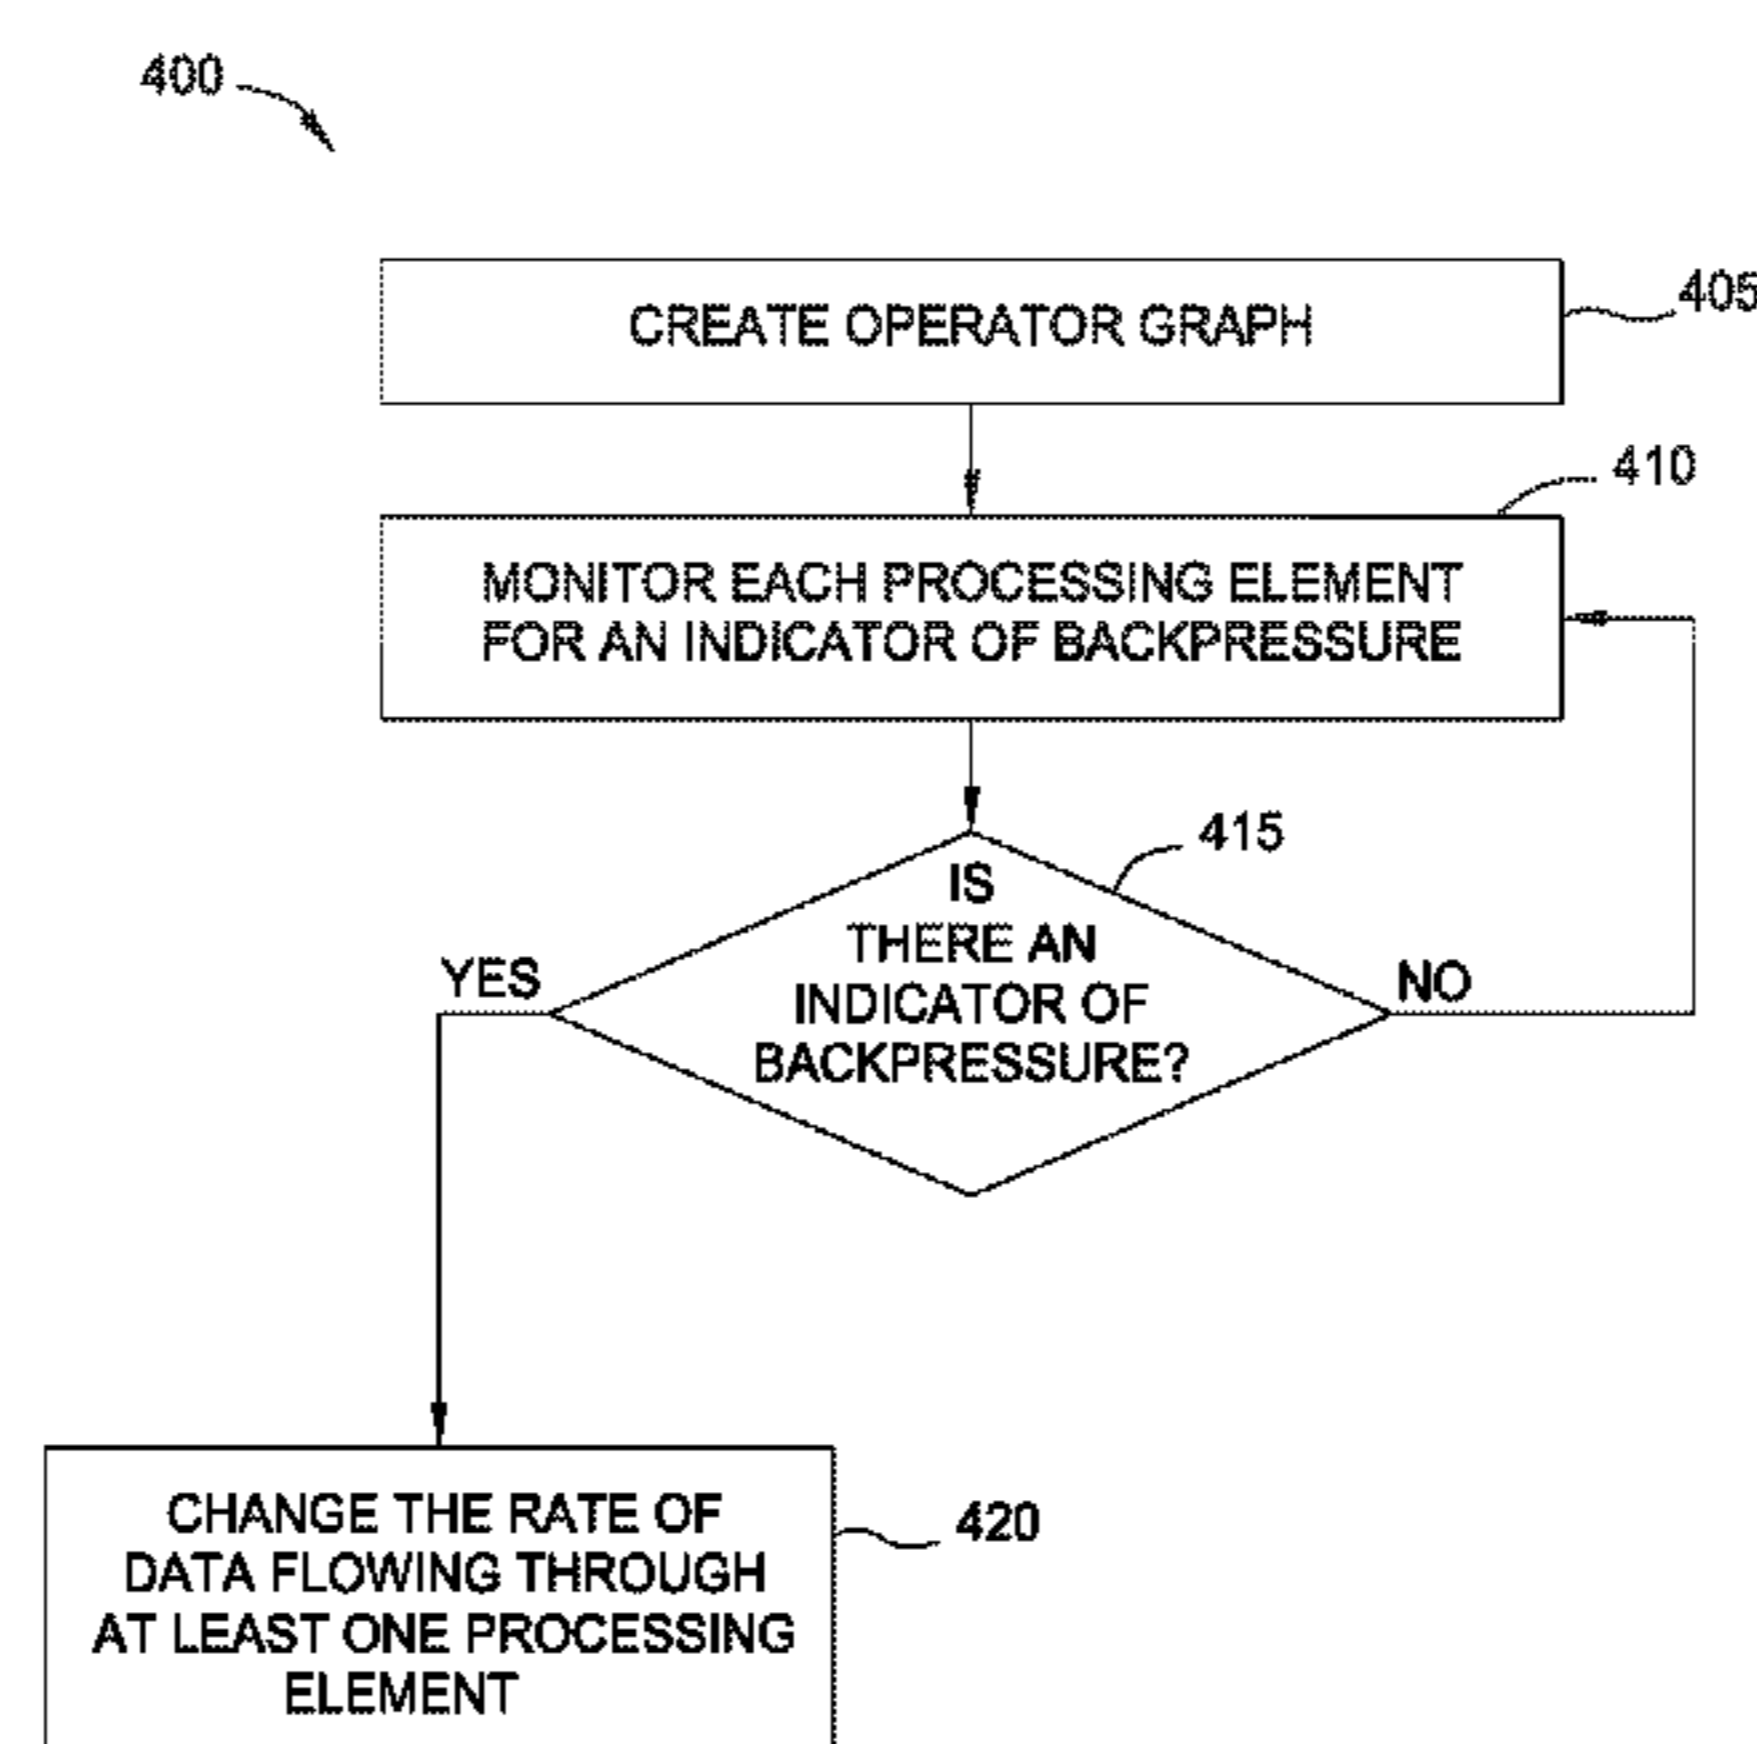 400
CREATE OPERATOR GRAPH
405
410
MONITOR EACH PROCESSING ELEMENT
FOR AN INDICATOR OF BACKPRESSURE
415
IS
THERE AN
INDICATOR OF
BACKPRESSURE?
YES
NO
CHANGE THE RATE OF
DATA FLOWING THROUGH
AT LEAST ONE PROCESSING
ELEMENT
420